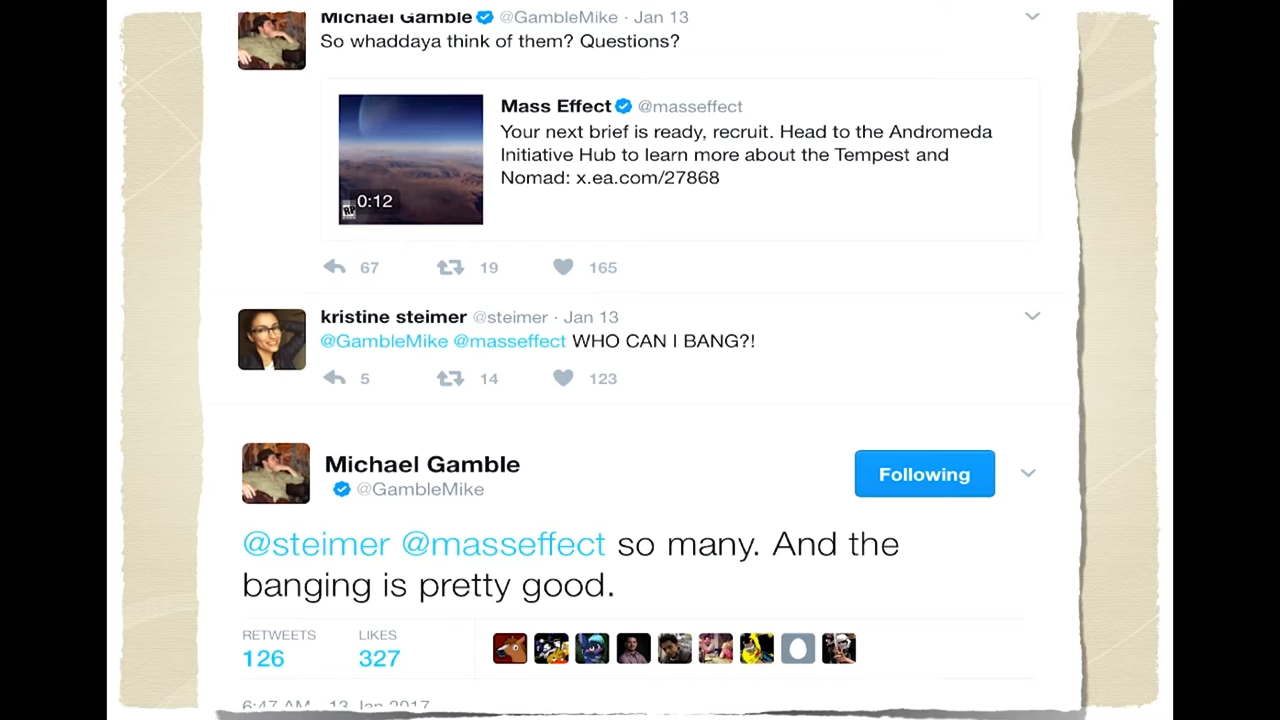 Michael Gamble @GambleMike · Jan 13
So whaddaya think of them? Questions?
Mass Effect @masseffect
Your next brief is ready, recruit. Head to the Andromeda
Initiative Hub to learn more about the Tempest and
Nomad: x.ea.com/27868
0:12
RP
67 19 165
kristine steimer @steimer · Jan 13
@GambleMike @masseffect WHO CAN I BANG?!
5 14 123
Michael Gamble
@GambleMike
Following
@steimer @masseffect so many. And the
banging is pretty good.
RETWEETS LIKES
126 327
6:47 AM - 13 Jan 2017